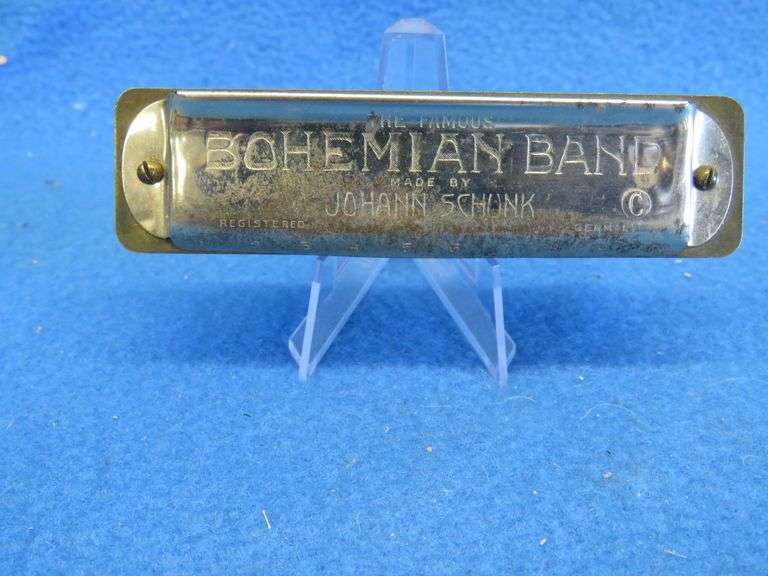 THE FAMOUS
BOHEMIAN BAND
MADE BY
JOHANN SCHUNK
©
REGISTERED